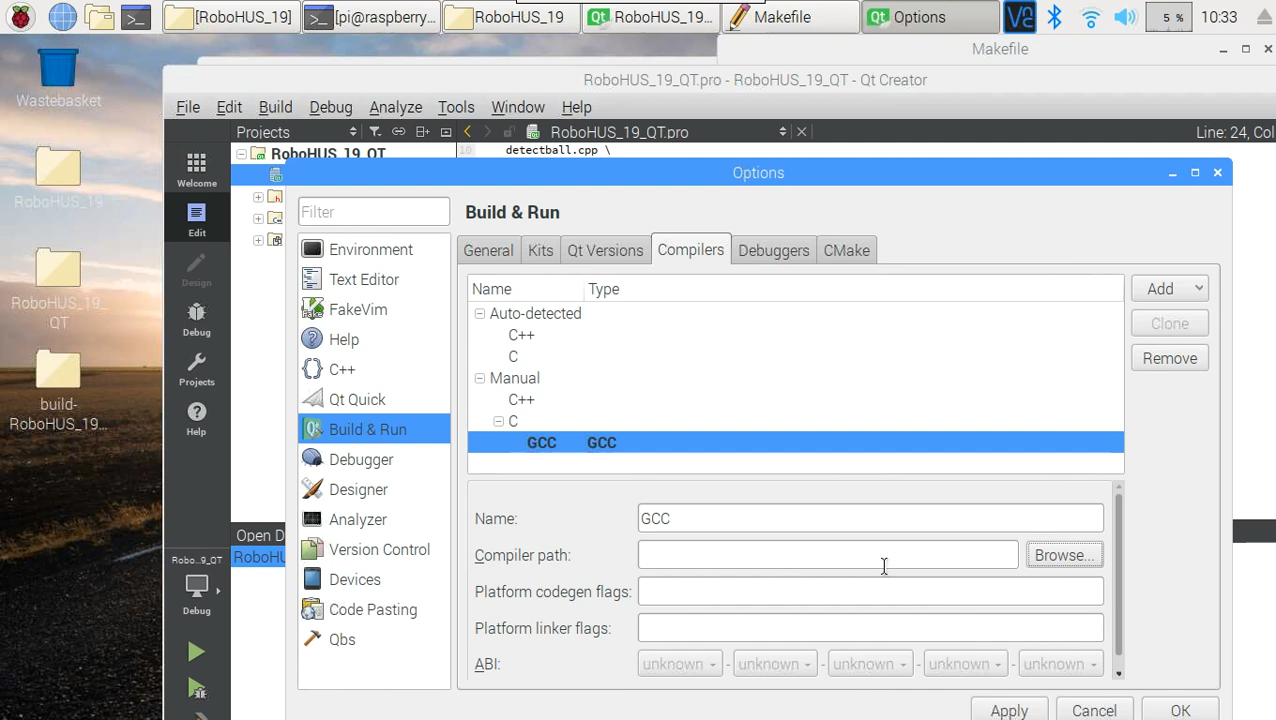 [RoboHUS_19]
[pi@raspberry...
RoboHUS_19
RoboHUS_19...
Makefile
Options
5 %
10:33
Makefile
Wastebasket
RoboHUS_19_QT.pro - RoboHUS_19_QT - Qt Creator
File Edit Build Debug Analyze Tools Window Help
Projects
RoboHUS_19_QT.pro
Line: 24, Col
RoboHUS_19_QT
10 detectball.cpp \
Options
Welcome
Edit
Design
Debug
Projects
Help
RoboHUS_19
RoboHUS_19_
QT
build-
RoboHUS_19...
Filter
Environment
Text Editor
FakeVim
Help
C++
Qt Quick
Build & Run
Debugger
Designer
Analyzer
Version Control
Devices
Code Pasting
Qbs
Build & Run
General Kits Qt Versions Compilers Debuggers CMake
Name Type
Auto-detected
C++
C
Manual
C++
C
GCC GCC
Add
Clone
Remove
Name: GCC
Compiler path: Browse...
Platform codegen flags:
Platform linker flags:
ABI: unknown - unknown - unknown - unknown - unknown
Apply Cancel OK
Open D
RoboHU
Robo...9_QT
Debug